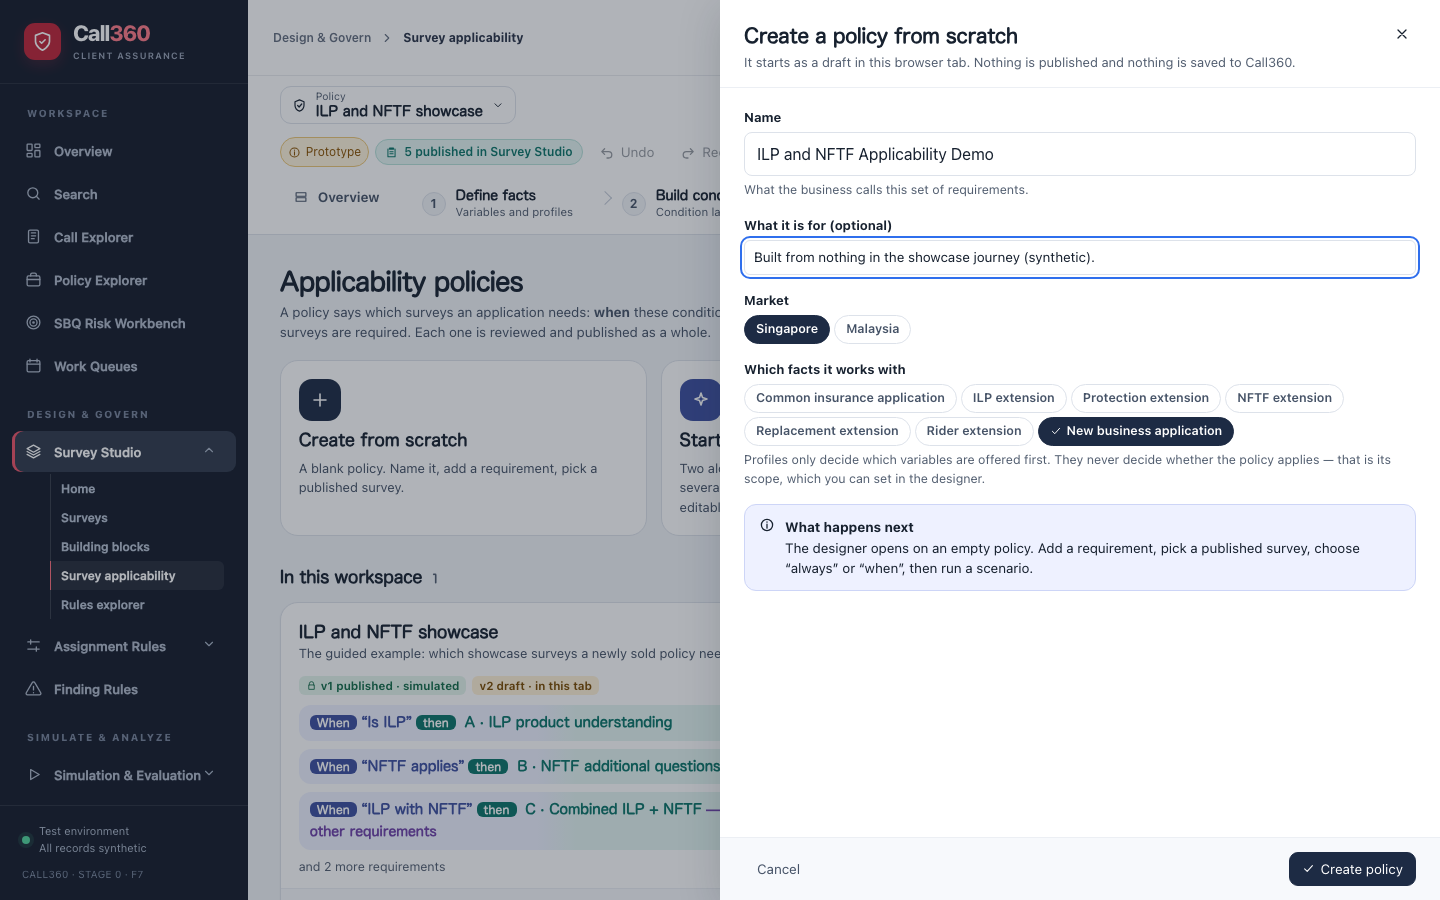 Call360
CLIENT ASSURANCE
WORKSPACE
Overview
Search
Call Explorer
Policy Explorer
SBQ Risk Workbench
Work Queues
DESIGN & GOVERN
Survey Studio
Home
Surveys
Building blocks
Survey applicability
Rules explorer
Assignment Rules
Finding Rules
SIMULATE & ANALYZE
Simulation & Evaluation
Test environment
All records synthetic
CALL360 · STAGE 0 · F7
Design & Govern > Survey applicability
Policy
ILP and NFTF showcase
Prototype 5 published in Survey Studio Undo
Overview
1 Define facts
Variables and profiles
2 Build
Condition
Applicability policies
A policy says which surveys an application needs: when these
surveys are required. Each one is reviewed and published as a whole.
Create from scratch
A blank policy. Name it, add a requirement, pick a
published survey.
Start
Two
In this workspace 1
ILP and NFTF showcase
The guided example: which showcase surveys a newly sold policy
v1 published · simulated v2 draft · in this tab
When “Is ILP” then A · ILP product understanding
When “NFTF applies” then B · NFTF additional questions
When “ILP with NFTF” then C · Combined ILP + NFTF —
other requirements
and 2 more requirements
Create a policy from scratch
It starts as a draft in this browser tab. Nothing is published and nothing is saved to Call360.
Name
ILP and NFTF Applicability Demo
What the business calls this set of requirements.
What it is for (optional)
Built from nothing in the showcase journey (synthetic).
Market
Singapore Malaysia
Which facts it works with
Common insurance application ILP extension Protection extension NFTF extension
Replacement extension Rider extension New business application
Profiles only decide which variables are offered first. They never decide whether the policy applies — that is its
scope, which you can set in the designer.
What happens next
The designer opens on an empty policy. Add a requirement, pick a published survey, choose
“always” or “when”, then run a scenario.
Cancel Create policy